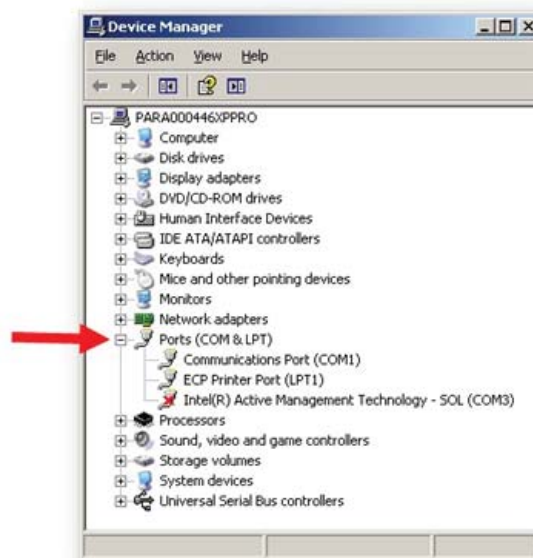 Device Manager
File Action View Help
PARA000446XPPRO
Computer
Disk drives
Display adapters
DVD/CD-ROM drives
Human Interface Devices
IDE ATA/ATAPI controllers
Keyboards
Mice and other pointing devices
Monitors
Network adapters
Ports (COM & LPT)
Communications Port (COM1)
ECP Printer Port (LPT1)
Intel(R) Active Management Technology - SOL (COM3)
Processors
Sound, video and game controllers
Storage volumes
System devices
Universal Serial Bus controllers